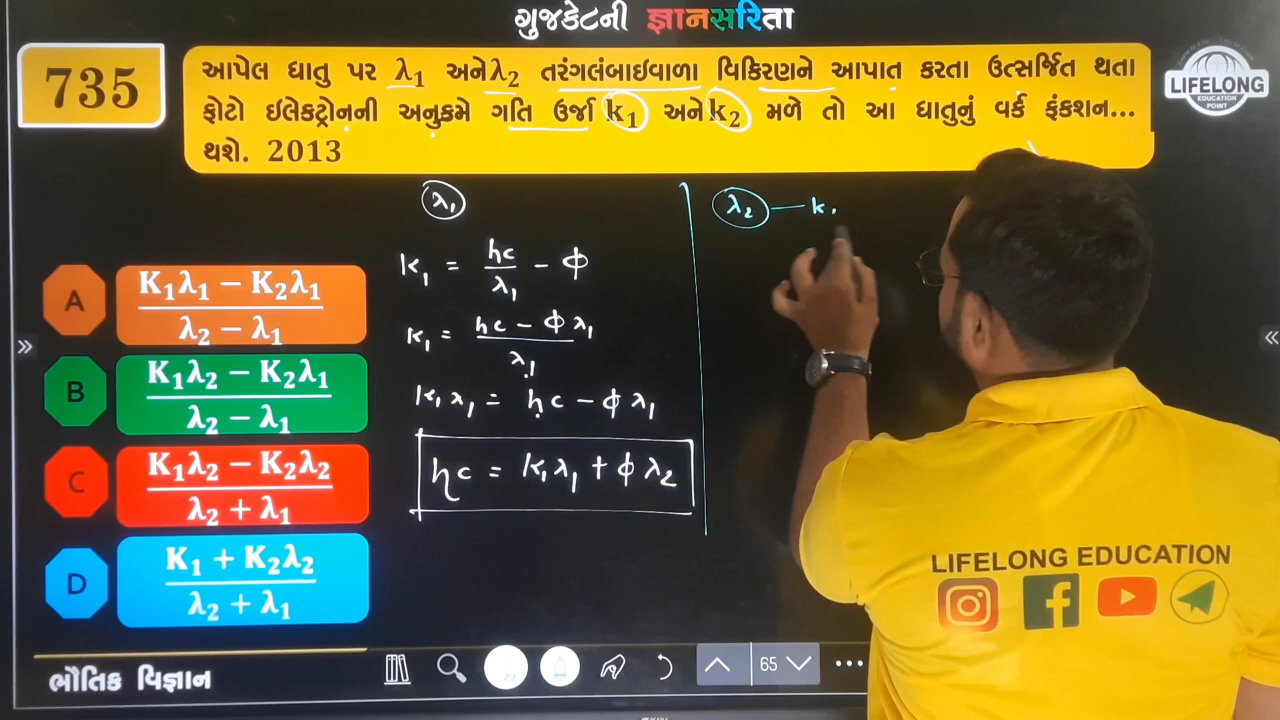 ગુજકેટની જ્ઞાનસરિતા
735
આપેલ ધાતુ પર λ₁ અને λ₂ તરંગલંબાઈવાળા વિકિરણને આપાત કરતા ઉત્સર્જિત થતા
ફોટો ઇલેક્ટ્રોનની અનુક્રમે ગતિ ઉર્જા k₁ અને k₂ મળે તો આ ધાતુનું વર્ક ફંકશન...
થશે. 2013
LIFELONG
EDUCATION
POINT
A
K₁λ₁ − K₂λ₁
λ₂ − λ₁
B
K₁λ₂ − K₂λ₁
λ₂ − λ₁
C
K₁λ₂ − K₂λ₂
λ₂ + λ₁
D
K₁ + K₂λ₂
λ₂ + λ₁
λ₁
K₁ = hc/λ₁ − ϕ
K₁ = (hc − ϕλ₁)/λ₁
K₁λ₁ = hc − ϕλ₁
hc = K₁λ₁ + ϕλ₂
λ₂ — k
LIFELONG EDUCATION
ભૌતિક વિજ્ઞાન
65